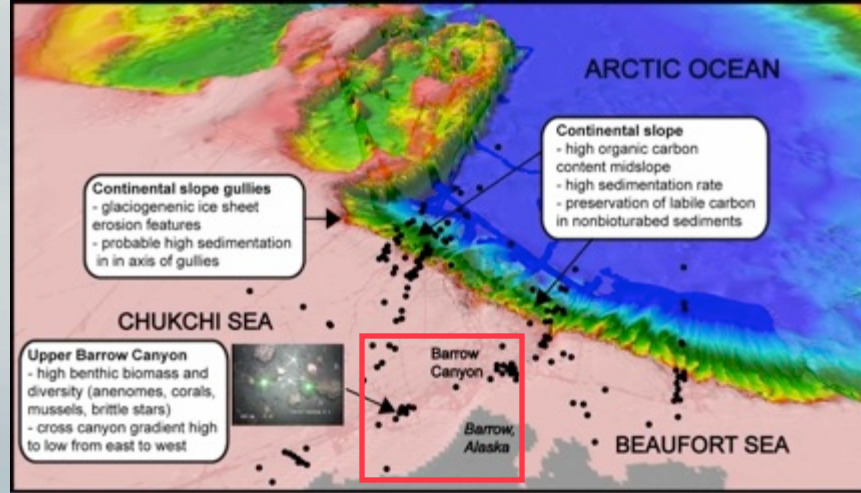 ARCTIC OCEAN
Continental slope
- high organic carbon
content midslope
- high sedimentation rate
- preservation of labile carbon
in nonbioturabed sediments
Continental slope gullies
- glaciogenenic ice sheet
erosion features
- probable high sedimentation
in in axis of gullies
CHUKCHI SEA
Upper Barrow Canyon
- high benthic biomass and
diversity (anenomes, corals,
mussels, brittle stars)
- cross canyon gradient high
to low from east to west
Barrow
Canyon
Barrow,
Alaska
BEAUFORT SEA